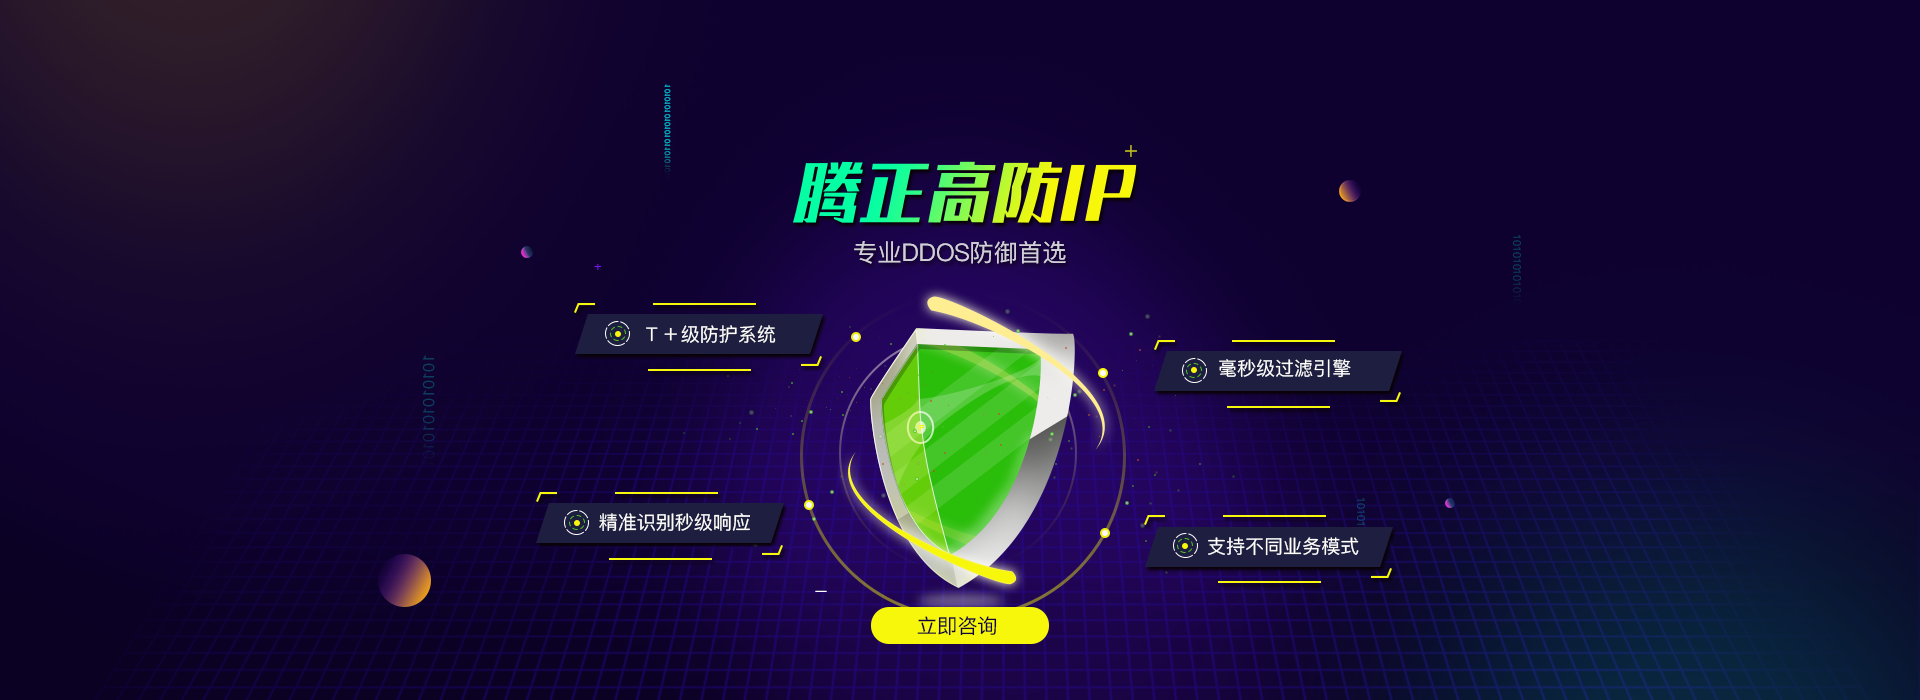 腾正高防IP
专业DDOS防御首选
T＋级防护系统
毫秒级过滤引擎
精准识别秒级响应
支持不同业务模式
立即咨询